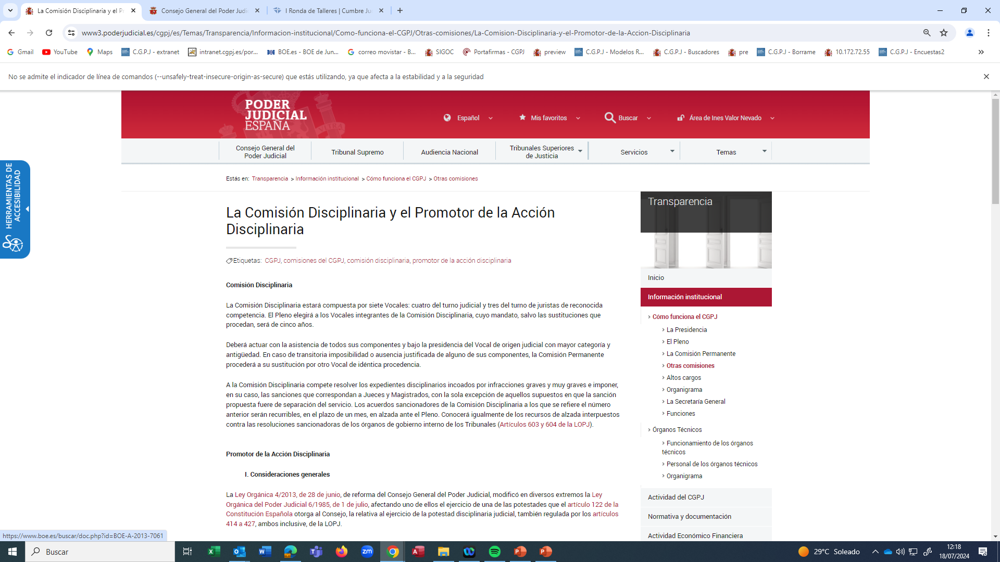 La Comisión Disciplinaria y el P
Consejo General del Poder Judi
I Ronda de Talleres | Cumbre Ju
www3.poderjudicial.es/cgpj/es/Temas/Transparencia/Informacion-institucional/Como-funciona-el-CGPJ/Otras-comisiones/La-Comision-Disciplinaria-y-el-Promotor-de-la-Accion-Disciplinaria
Gmail
YouTube
Maps
C.G.P.J - extranet
intranet.cgpj.es/por...
BOE.es - BOE de Jun...
correo movistar - B...
SIGOC
Portafirmas - CGPJ
preview
C.G.P.J - Modelos R...
C.G.P.J - Buscadores
pre
C.G.P.J - Borrame
10.172.72.55
C.G.P.J - Encuestas2
No se admite el indicador de línea de comandos (--unsafely-treat-insecure-origin-as-secure) que estás utilizando, ya que afecta a la estabilidad y a la seguridad
PODER
JUDICIAL
ESPAÑA
Español
Mis favoritos
Buscar
Área de Ines Valor Nevado
Consejo General del
Poder Judicial
Tribunal Supremo
Audiencia Nacional
Tribunales Superiores
de Justicia
Servicios
Temas
HERRAMIENTAS DE
ACCESIBILIDAD
Estás en: Transparencia > Información institucional > Cómo funciona el CGPJ > Otras comisiones
La Comisión Disciplinaria y el Promotor de la Acción
Disciplinaria
Etiquetas: CGPJ, comisiones del CGPJ, comisión disciplinaria, promotor de la acción disciplinaria
Comisión Disciplinaria
La Comisión Disciplinaria estará compuesta por siete Vocales: cuatro del turno judicial y tres del turno de juristas de reconocida
competencia. El Pleno elegirá a los Vocales integrantes de la Comisión Disciplinaria, cuyo mandato, salvo las sustituciones que
procedan, será de cinco años.
Deberá actuar con la asistencia de todos sus componentes y bajo la presidencia del Vocal de origen judicial con mayor categoría y
antigüedad. En caso de transitoria imposibilidad o ausencia justificada de alguno de sus componentes, la Comisión Permanente
procederá a su sustitución por otro Vocal de idéntica procedencia.
A la Comisión Disciplinaria compete resolver los expedientes disciplinarios incoados por infracciones graves y muy graves e imponer,
en su caso, las sanciones que correspondan a Jueces y Magistrados, con la sola excepción de aquellos supuestos en que la sanción
propuesta fuere de separación del servicio. Los acuerdos sancionadores de la Comisión Disciplinaria a los que se refiere el número
anterior serán recurribles, en el plazo de un mes, en alzada ante el Pleno. Conocerá igualmente de los recursos de alzada interpuestos
contra las resoluciones sancionadoras de los órganos de gobierno interno de los Tribunales (Artículos 603 y 604 de la LOPJ).
Promotor de la Acción Disciplinaria
I. Consideraciones generales
La Ley Orgánica 4/2013, de 28 de junio, de reforma del Consejo General del Poder Judicial, modificó en diversos extremos la Ley
Orgánica del Poder Judicial 6/1985, de 1 de julio, afectando uno de ellos el ejercicio de una de las potestades que el artículo 122 de la
Constitución Española otorga al Consejo, la relativa al ejercicio de la potestad disciplinaria judicial, también regulada por los artículos
414 a 427, ambos inclusive, de la LOPJ.
Transparencia
Inicio
Información institucional
Cómo funciona el CGPJ
La Presidencia
El Pleno
La Comisión Permanente
Otras comisiones
Altos cargos
Organigrama
La Secretaría General
Funciones
Órganos Técnicos
Funcionamiento de los órganos
técnicos
Personal de los órganos técnicos
Organigrama
Actividad del CGPJ
Normativa y documentación
Actividad Económico Financiera
https://www.boe.es/buscar/doc.php?id=BOE-A-2013-7061
Buscar
29°C Soleado
12:18
18/07/2024